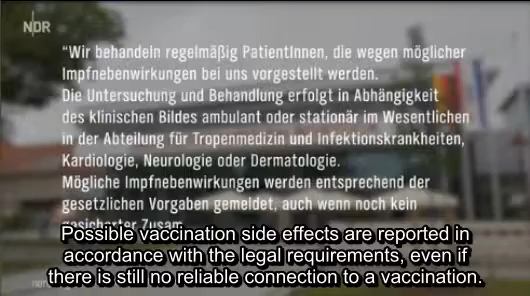 NDR
“Wir behandeln regelmäßig PatientInnen, die wegen möglicher
Impfnebenwirkungen bei uns vorgestellt werden.
Die Untersuchung und Behandlung erfolgt in Abhängigkeit
des klinischen Bildes ambulant oder stationär im Wesentlichen
in der Abteilung für Tropenmedizin und Infektionskrankheiten,
Kardiologie, Neurologie oder Dermatologie.
Mögliche Impfnebenwirkungen werden entsprechend der
gesetzlichen Vorgaben gemeldet, auch wenn noch kein
Possible vaccination side effects are reported in
accordance with the legal requirements, even if
there is still no reliable connection to a vaccination.